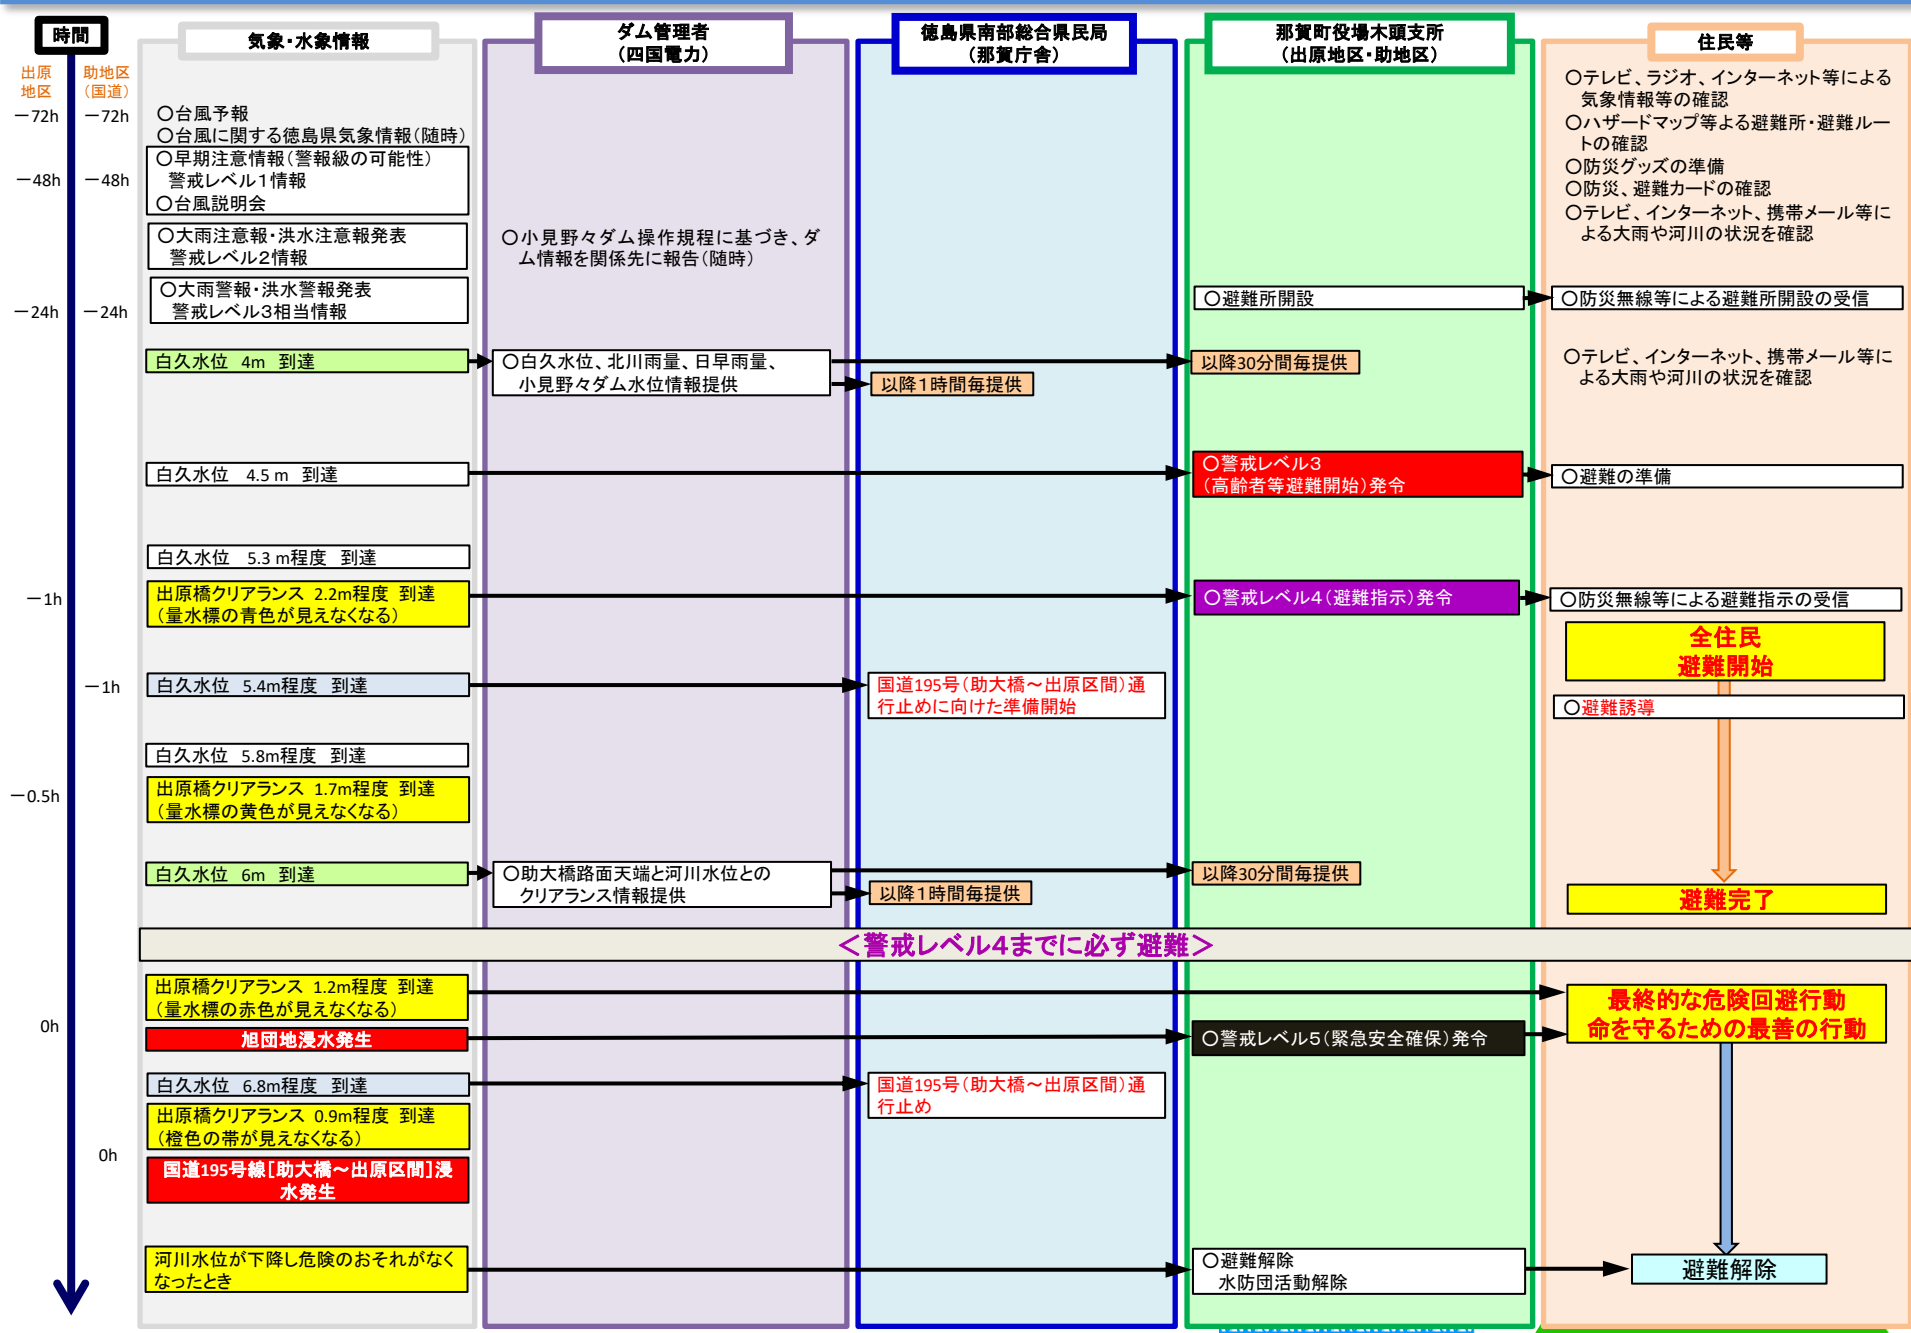 時間
出原
地区
助地区
(国道)
－72h
－72h
－48h
－48h
－24h
－24h
－1h
－1h
－0.5h
0h
0h
気象・水象情報
〇台風予報
〇台風に関する徳島県気象情報(随時)
〇早期注意情報(警報級の可能性)
警戒レベル１情報
〇台風説明会
〇大雨注意報・洪水注意報発表
警戒レベル２情報
〇大雨警報・洪水警報発表
警戒レベル３相当情報
白久水位 4m 到達
白久水位 4.5 m 到達
白久水位 5.3 m程度 到達
出原橋クリアランス 2.2m程度 到達
(量水標の青色が見えなくなる)
白久水位 5.4m程度 到達
白久水位 5.8m程度 到達
出原橋クリアランス 1.7m程度 到達
(量水標の黄色が見えなくなる)
白久水位 6m 到達
ダム管理者
(四国電力)
〇小見野々ダム操作規程に基づき、ダ
ム情報を関係先に報告(随時)
〇白久水位、北川雨量、日早雨量、
小見野々ダム水位情報提供
〇助大橋路面天端と河川水位との
クリアランス情報提供
徳島県南部総合県民局
(那賀庁舎)
以降１時間毎提供
国道195号(助大橋～出原区間)通
行止めに向けた準備開始
以降１時間毎提供
那賀町役場木頭支所
(出原地区・助地区)
〇避難所開設
以降30分間毎提供
〇警戒レベル３
(高齢者等避難開始)発令
〇警戒レベル４(避難指示)発令
以降30分間毎提供
住民等
〇テレビ、ラジオ、インターネット等による
気象情報等の確認
〇ハザードマップ等よる避難所・避難ルー
トの確認
〇防災グッズの準備
〇防災、避難カードの確認
〇テレビ、インターネット、携帯メール等に
よる大雨や河川の状況を確認
〇防災無線等による避難所開設の受信
〇テレビ、インターネット、携帯メール等に
よる大雨や河川の状況を確認
〇避難の準備
〇防災無線等による避難指示の受信
全住民
避難開始
〇避難誘導
避難完了
＜警戒レベル４までに必ず避難＞
出原橋クリアランス 1.2m程度 到達
(量水標の赤色が見えなくなる)
旭団地浸水発生
白久水位 6.8m程度 到達
出原橋クリアランス 0.9m程度 到達
(橙色の帯が見えなくなる)
国道195号線[助大橋～出原区間]浸
水発生
河川水位が下降し危険のおそれがなく
なったとき
国道195号(助大橋～出原区間)通
行止め
〇警戒レベル５(緊急安全確保)発令
〇避難解除
水防団活動解除
最終的な危険回避行動
命を守るための最善の行動
避難解除